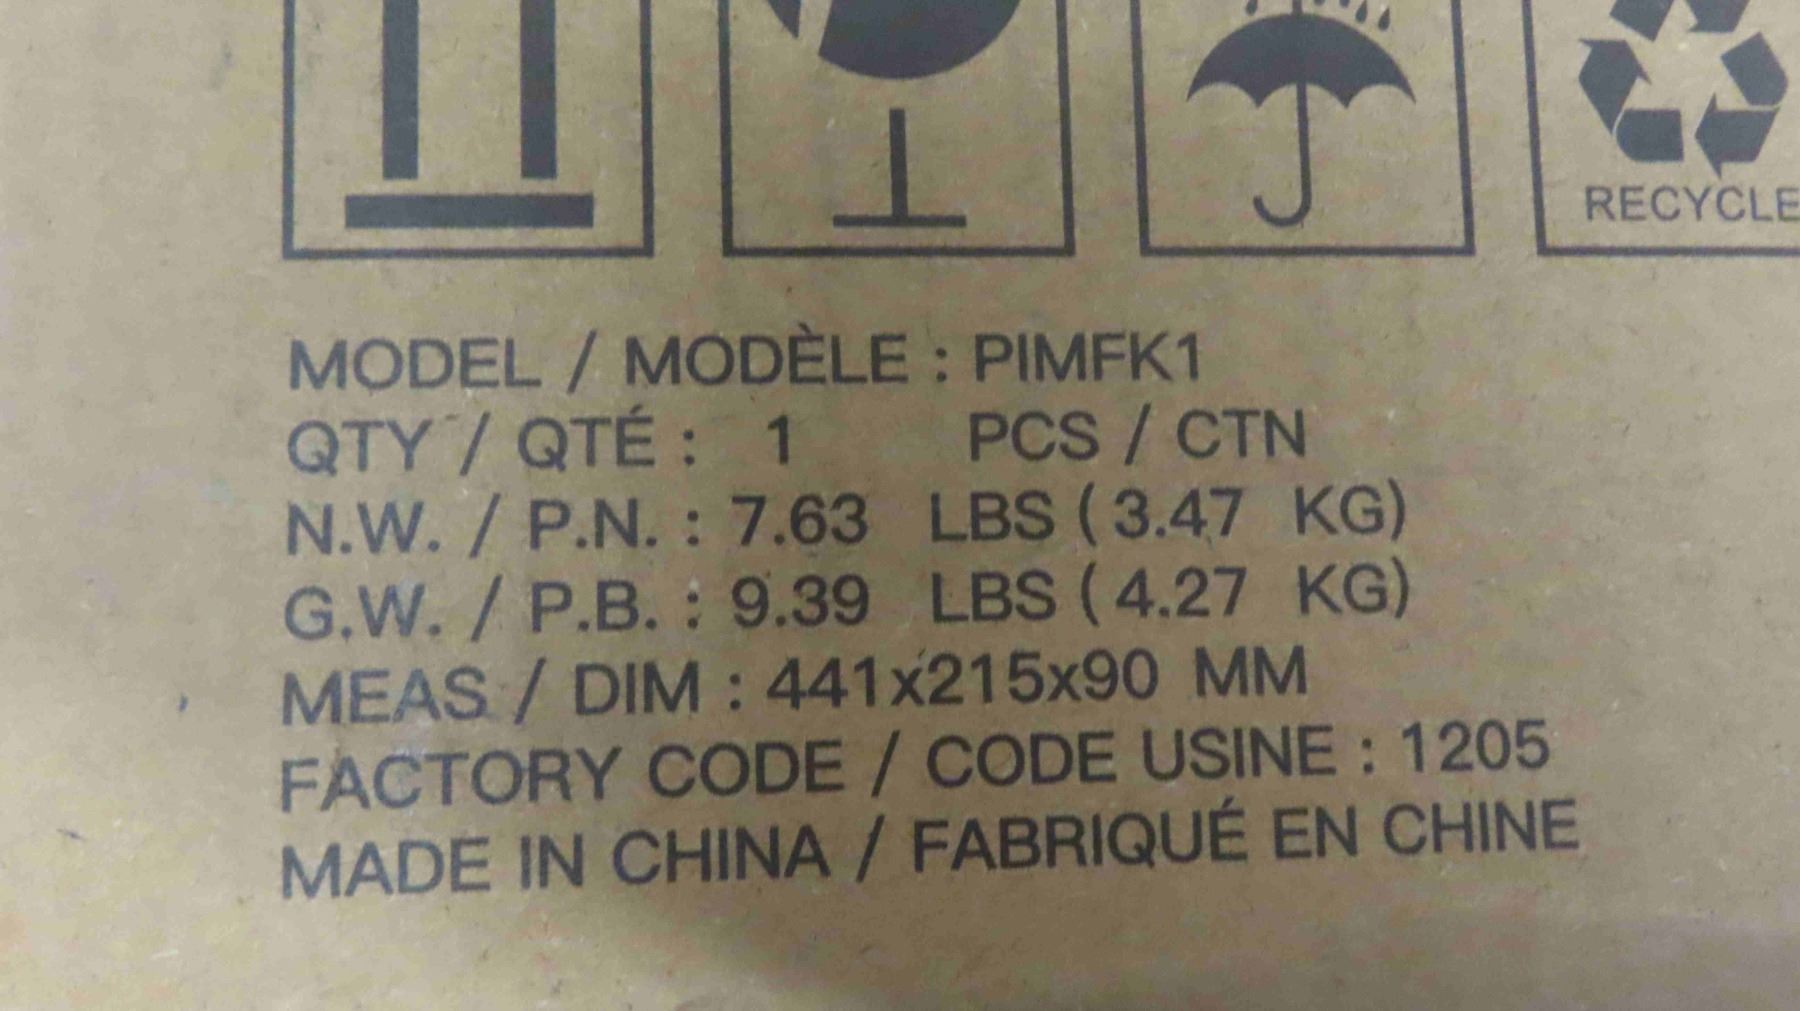 RECYCLE
MODEL / MODÈLE : PIMFK1
QTY / QTÉ : 1 PCS / CTN
N.W. / P.N. : 7.63 LBS ( 3.47 KG)
G.W. / P.B. : 9.39 LBS ( 4.27 KG)
MEAS / DIM : 441x215x90 MM
FACTORY CODE / CODE USINE : 1205
MADE IN CHINA / FABRIQUÉ EN CHINE